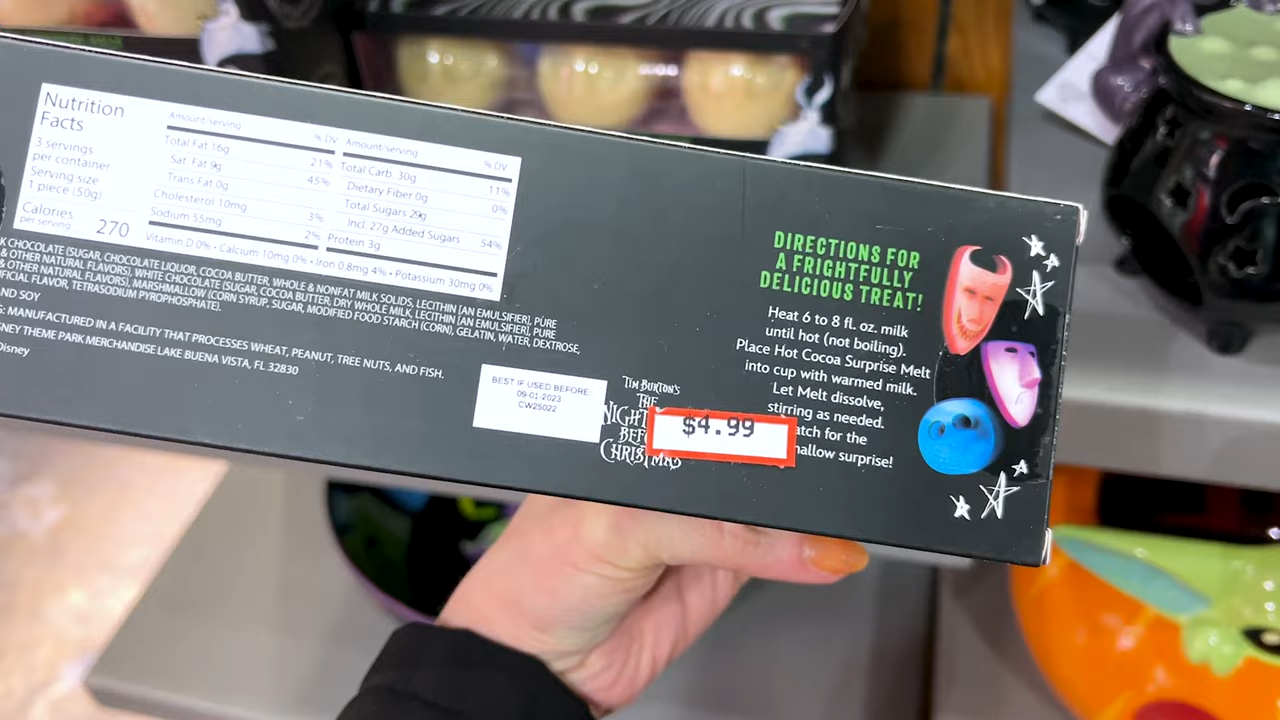 Nutrition
Facts
3 servings
per container
Serving size
1 piece (50g)
Calories
per serving 270
Amount/serving % DV
Total Fat 16g 21%
Sat. Fat 9g 45%
Trans Fat 0g
Cholesterol 10mg 3%
Sodium 55mg 2%
Amount/serving % DV
Total Carb. 30g 11%
Dietary Fiber 0g 0%
Total Sugars 29g
Incl. 27g Added Sugars 54%
Protein 3g
Vitamin D 0% • Calcium 10mg 0% • Iron 0.8mg 4% • Potassium 30mg 0%
K CHOCOLATE (SUGAR, CHOCOLATE LIQUOR, COCOA BUTTER, WHOLE & NONFAT MILK SOLIDS, LECITHIN [AN EMULSIFIER], PURE
& OTHER NATURAL FLAVORS), WHITE CHOCOLATE (SUGAR, COCOA BUTTER, DRY WHOLE MILK, LECITHIN [AN EMULSIFIER], PURE
& OTHER NATURAL FLAVORS), MARSHMALLOW (CORN SYRUP, SUGAR, MODIFIED FOOD STARCH (CORN), GELATIN, WATER, DEXTROSE,
FLAVOR, TETRASODIUM PYROPHOSPHATE).
AND SOY
MANUFACTURED IN A FACILITY THAT PROCESSES WHEAT, PEANUT, TREE NUTS, AND FISH.
THEME PARK MERCHANDISE LAKE BUENA VISTA, FL 32830
Disney
BEST IF USED BEFORE
09-01-2023
CW25022
TIM BURTON'S
THE
NIGHT
BEF
CHRISTMAS
$4.99
DIRECTIONS FOR
A FRIGHTFULLY
DELICIOUS TREAT!
Heat 6 to 8 fl. oz. milk
until hot (not boiling).
Place Hot Cocoa Surprise Melt
into cup with warmed milk.
Let Melt dissolve,
stirring as needed.
atch for the
hallow surprise!